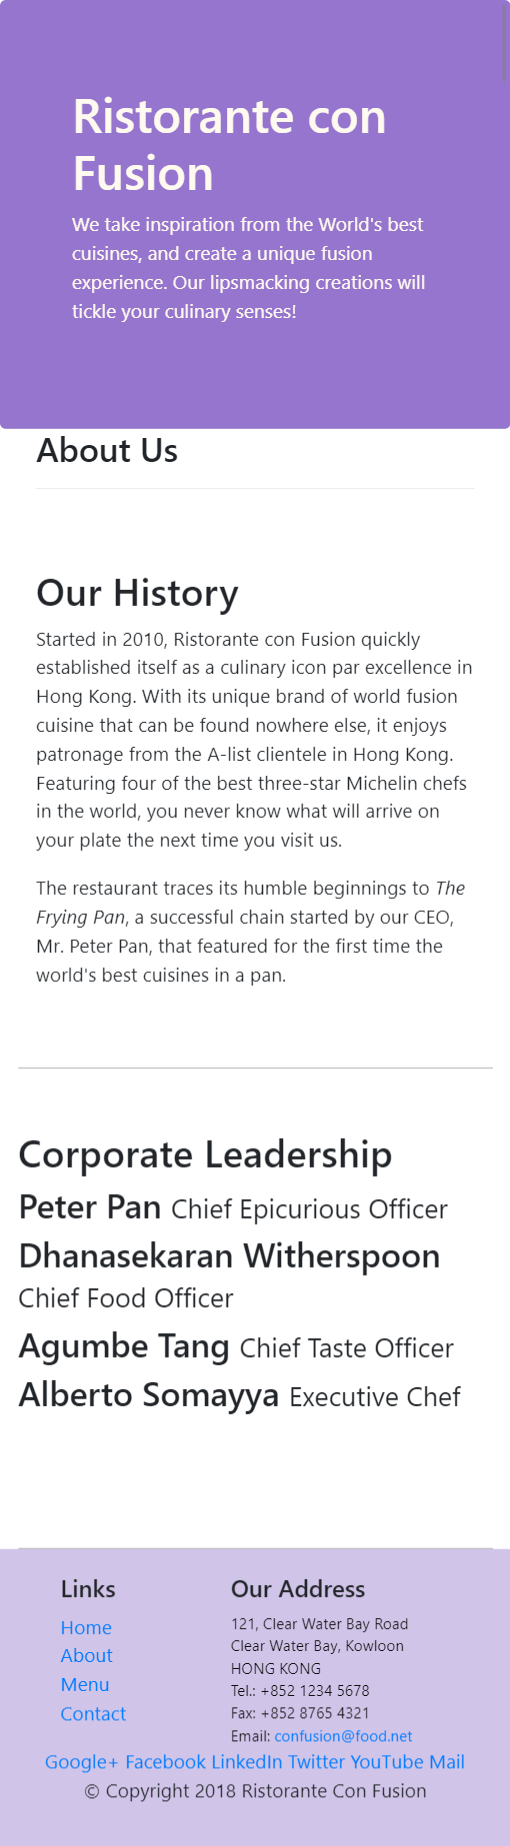 Ristorante con
Fusion
We take inspiration from the World's best
cuisines, and create a unique fusion
experience. Our lipsmacking creations will
tickle your culinary senses!
About Us
Our History
Started in 2010, Ristorante con Fusion quickly
established itself as a culinary icon par excellence in
Hong Kong. With its unique brand of world fusion
cuisine that can be found nowhere else, it enjoys
patronage from the A-list clientele in Hong Kong.
Featuring four of the best three-star Michelin chefs
in the world, you never know what will arrive on
your plate the next time you visit us.
The restaurant traces its humble beginnings to The
Frying Pan, a successful chain started by our CEO,
Mr. Peter Pan, that featured for the first time the
world's best cuisines in a pan.
Corporate Leadership
Peter Pan Chief Epicurious Officer
Dhanasekaran Witherspoon
Chief Food Officer
Agumbe Tang Chief Taste Officer
Alberto Somayya Executive Chef
Links
Home
About
Menu
Contact
Our Address
121, Clear Water Bay Road
Clear Water Bay, Kowloon
HONG KONG
Tel.: +852 1234 5678
Fax: +852 8765 4321
Email: confusion@food.net
Google+ Facebook LinkedIn Twitter YouTube Mail
© Copyright 2018 Ristorante Con Fusion